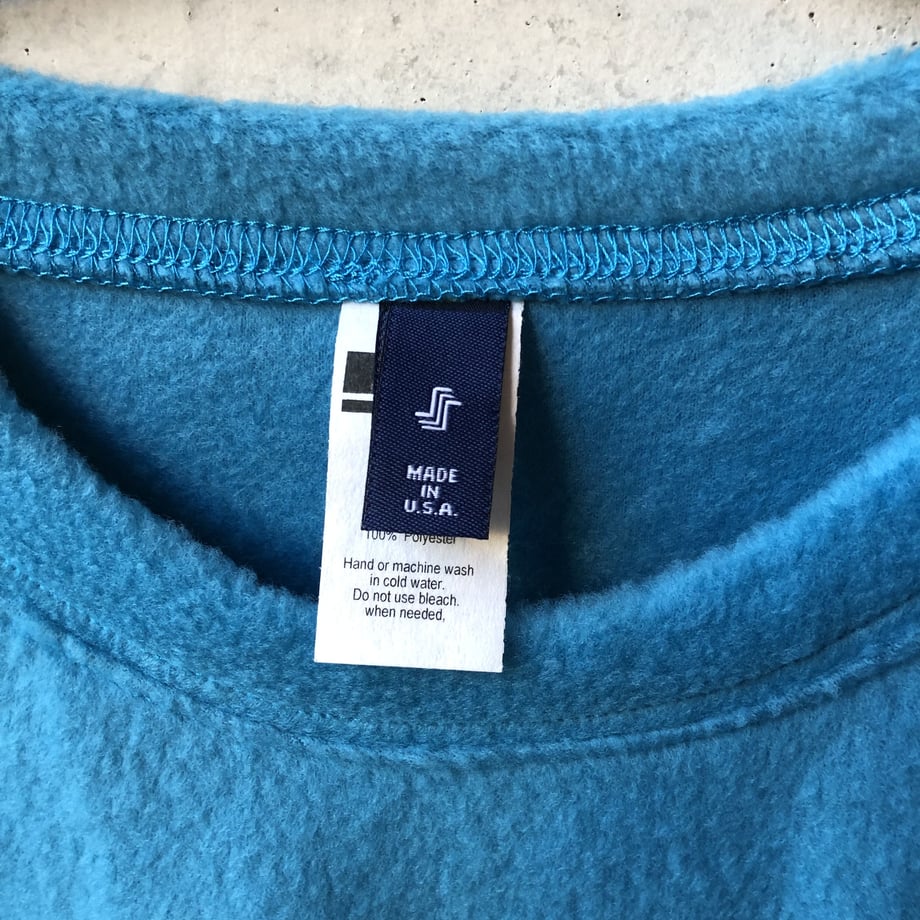 MADE
IN
U.S.A.
100% Polyester
Hand or machine wash
in cold water.
Do not use bleach.
when needed,